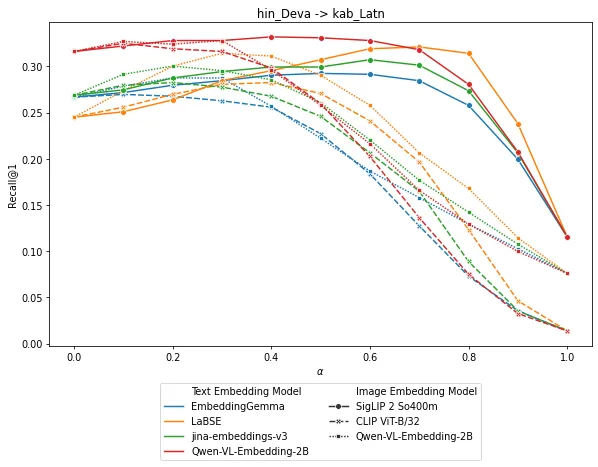 hin_Deva -> kab_Latn
Recall@1
0.30
0.25
0.20
0.15
0.10
0.05
0.00
0.0 0.2 0.4 0.6 0.8 1.0
α
Text Embedding Model Image Embedding Model
EmbeddingGemma SigLIP 2 So400m
LaBSE CLIP ViT-B/32
jina-embeddings-v3 Qwen-VL-Embedding-2B
Qwen-VL-Embedding-2B